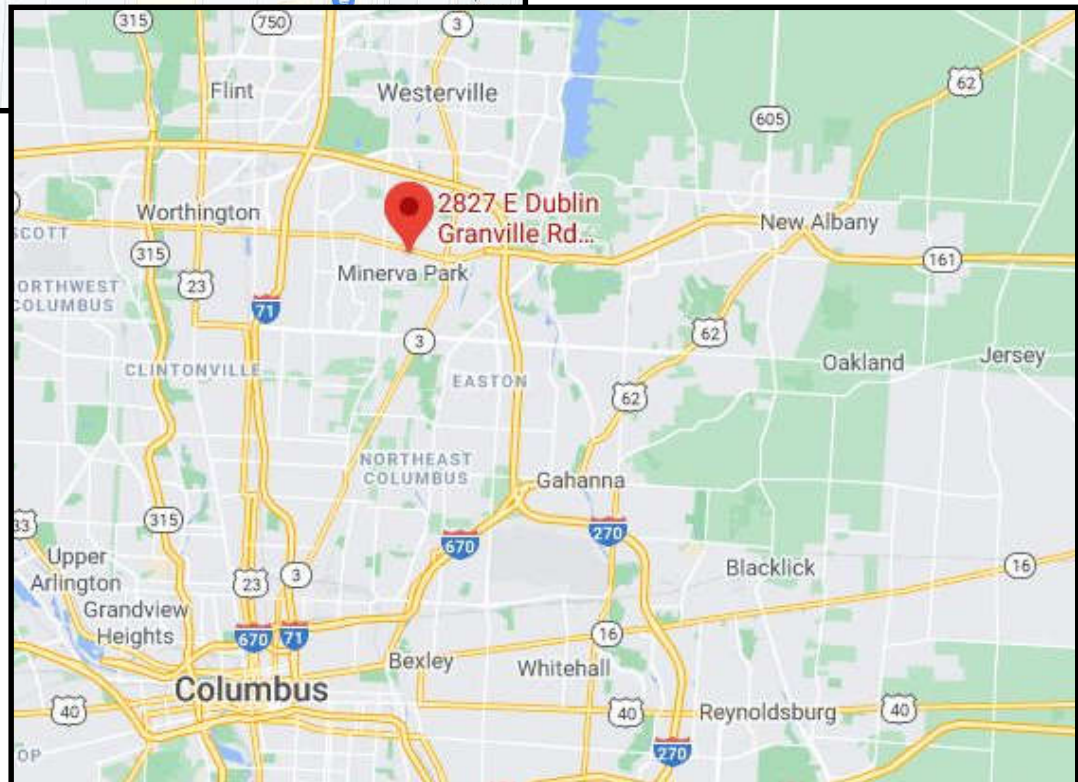 315
750
3
Flint
Westerville
62
605
Worthington
2827 E Dublin
Granville Rd...
New Albany
SCOTT
315
161
Minerva Park
ORTHWEST
COLUMBUS
23
71
3
62
Oakland
Jersey
CLINTONVILLE
EASTON
62
NORTHEAST
COLUMBUS
Gahanna
33
315
670
270
Upper
Arlington
Blacklick
16
23
3
Grandview
Heights
670
71
16
Bexley
Whitehall
Columbus
40
40
Reynoldsburg
40
270
OP